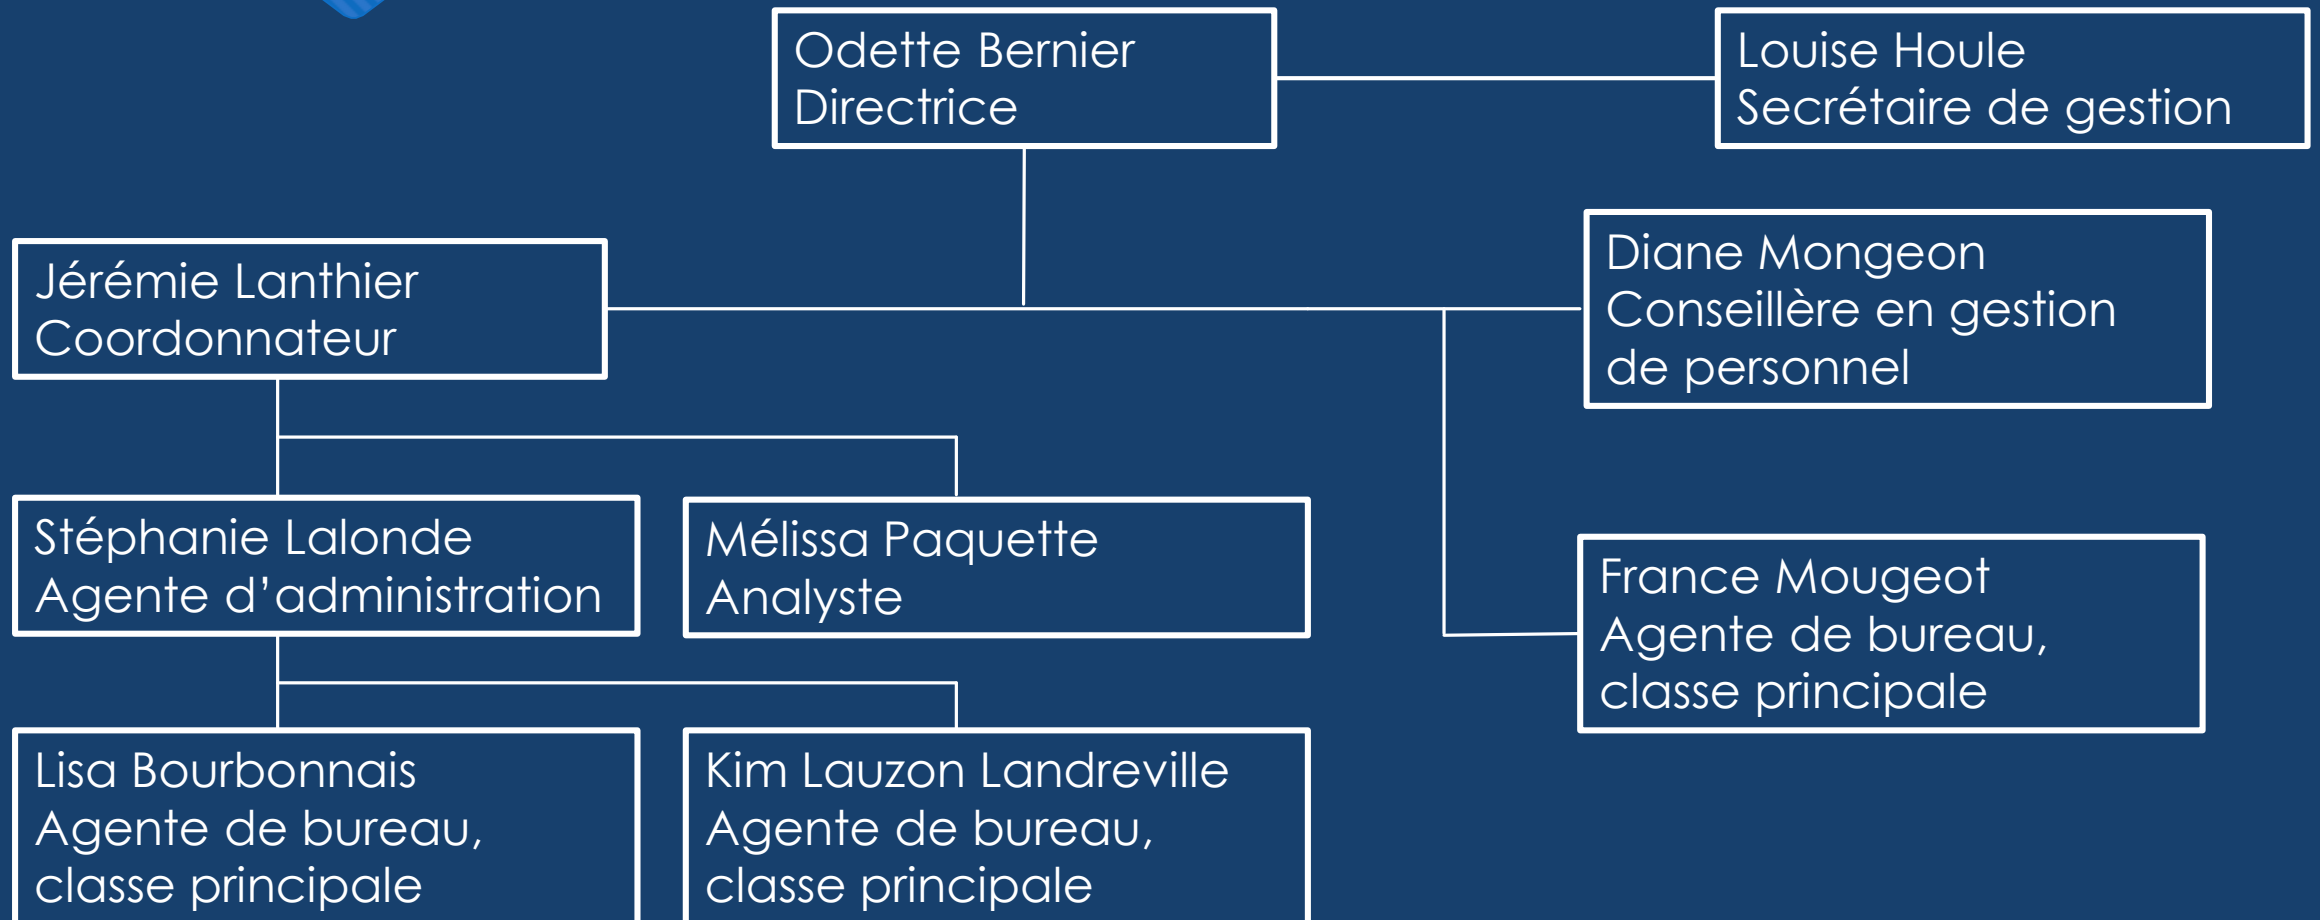 Odette Bernier
Directrice
Louise Houle
Secrétaire de gestion
Jérémie Lanthier
Coordonnateur
Diane Mongeon
Conseillère en gestion
de personnel
Stéphanie Lalonde
Agente d’administration
Mélissa Paquette
Analyste
France Mougeot
Agente de bureau,
classe principale
Lisa Bourbonnais
Agente de bureau,
classe principale
Kim Lauzon Landreville
Agente de bureau,
classe principale